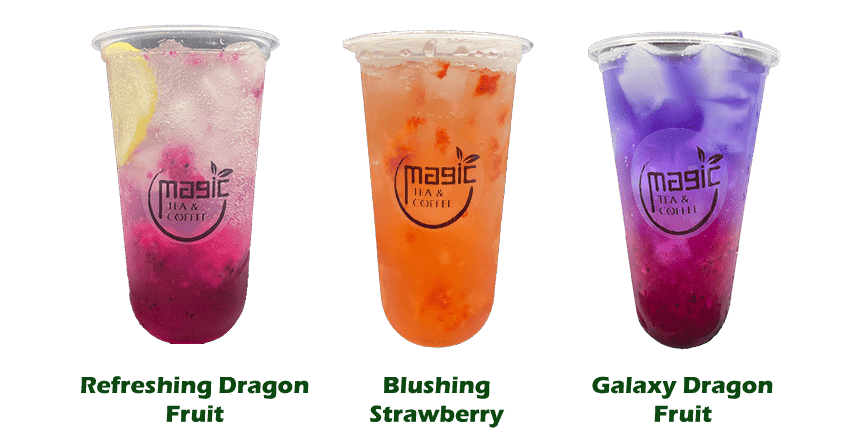 magic
TEA &
COFFEE
magic
TEA &
COFFEE
magic
TEA &
COFFEE
Refreshing Dragon
Fruit
Blushing
Strawberry
Galaxy Dragon
Fruit